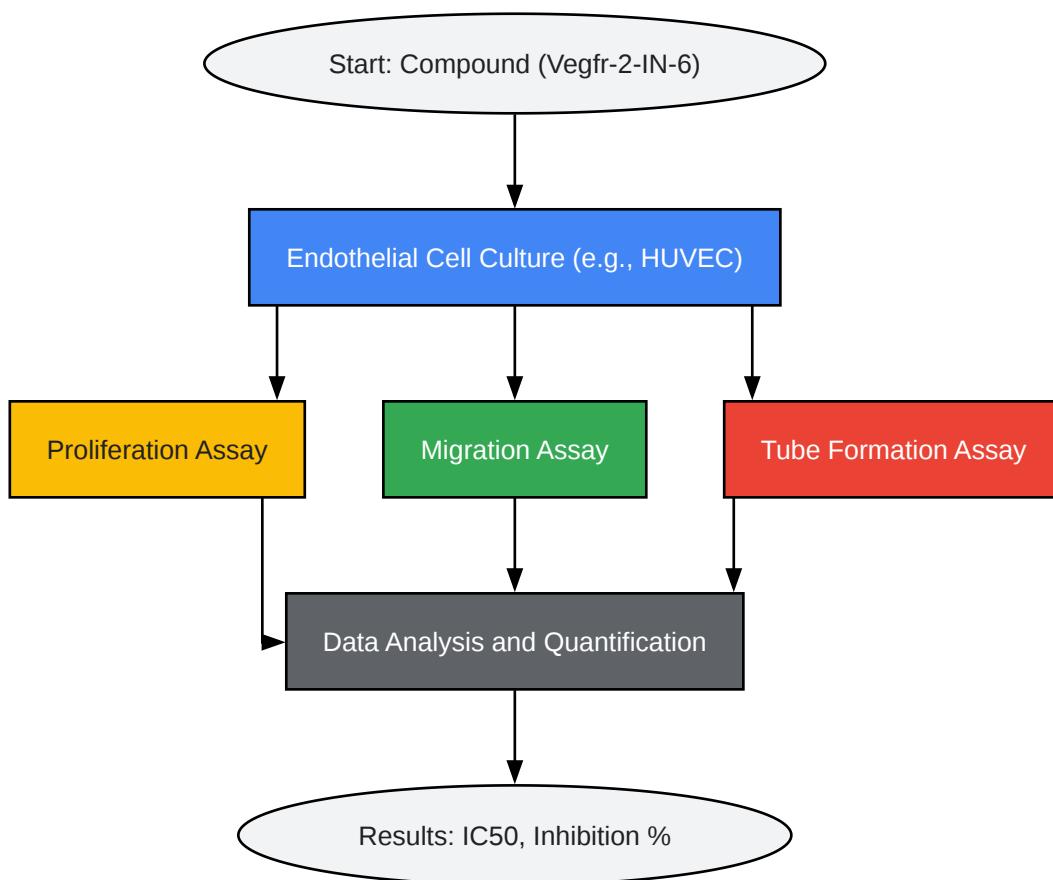 Start: Compound (Vegfr-2-IN-6)
Endothelial Cell Culture (e.g., HUVEC)
Proliferation Assay
Migration Assay
Tube Formation Assay
Data Analysis and Quantification
Results: IC50, Inhibition %